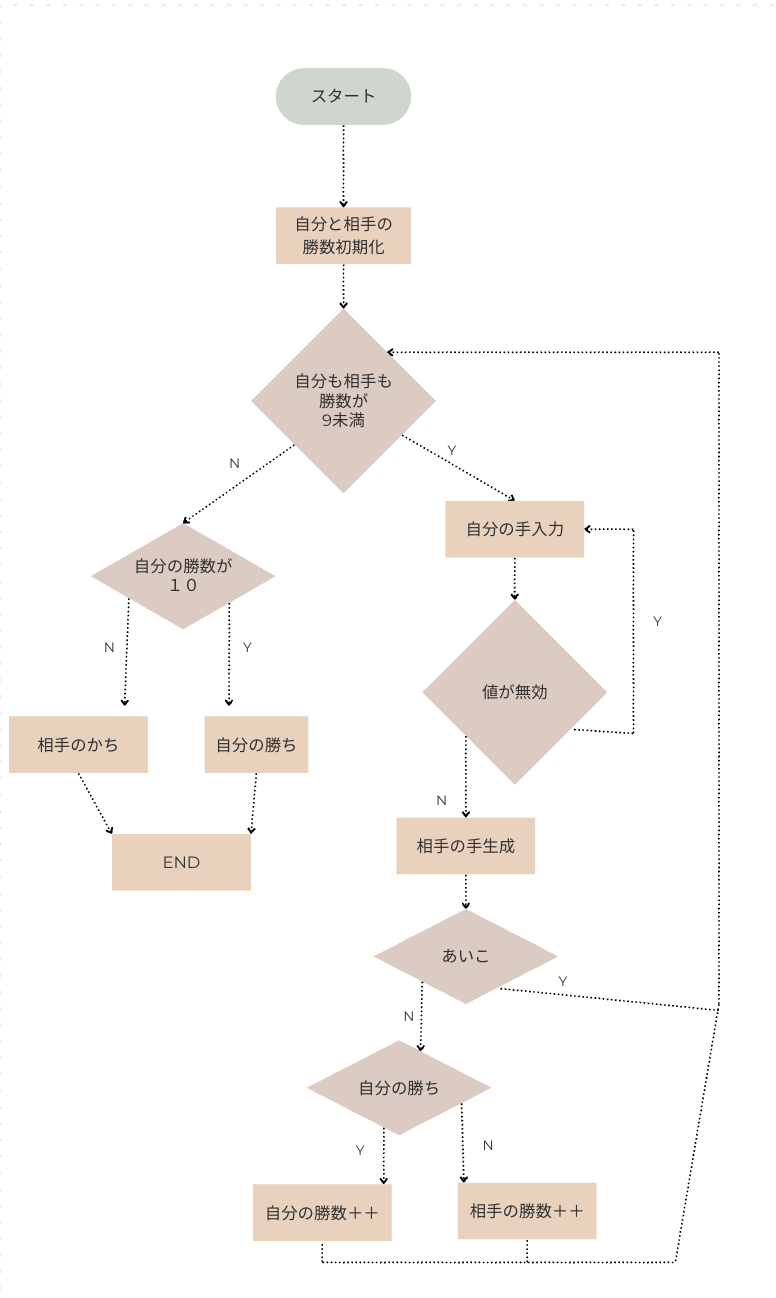 スタート
自分と相手の
勝数初期化
自分も相手も
勝数が
9未満
N
Y
自分の勝数が
１０
自分の手入力
N
Y
Y
値が無効
相手のかち
自分の勝ち
N
END
相手の手生成
あいこ
Y
N
自分の勝ち
Y
N
自分の勝数＋＋
相手の勝数＋＋